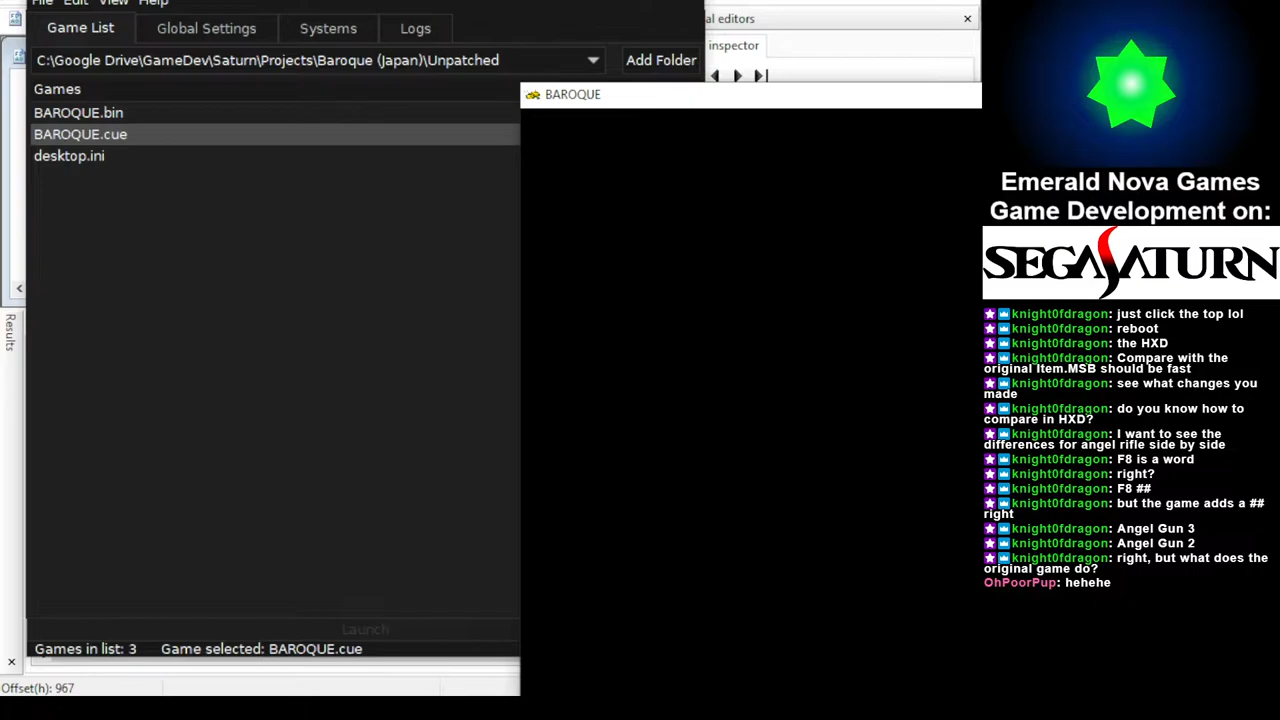 File Edit View Help
Game List Global Settings Systems Logs
C:\Google Drive\GameDev\Saturn\Projects\Baroque (Japan)\Unpatched
Add Folder
Games
BAROQUE.bin
BAROQUE.cue
desktop.ini
Launch
Games in list: 3 Game selected: BAROQUE.cue
Results
Offset(h): 967
al editors
inspector
BAROQUE
Emerald Nova Games
Game Development on:
SEGA SATURN
knight0fdragon: just click the top lol
knight0fdragon: reboot
knight0fdragon: the HXD
knight0fdragon: Compare with the
original Item.MSB should be fast
knight0fdragon: see what changes you
made
knight0fdragon: do you know how to
compare in HXD?
knight0fdragon: I want to see the
differences for angel rifle side by side
knight0fdragon: F8 is a word
knight0fdragon: right?
knight0fdragon: F8 ##
knight0fdragon: but the game adds a ##
right
knight0fdragon: Angel Gun 3
knight0fdragon: Angel Gun 2
knight0fdragon: right, but what does the
original game do?
OhPoorPup: hehehe